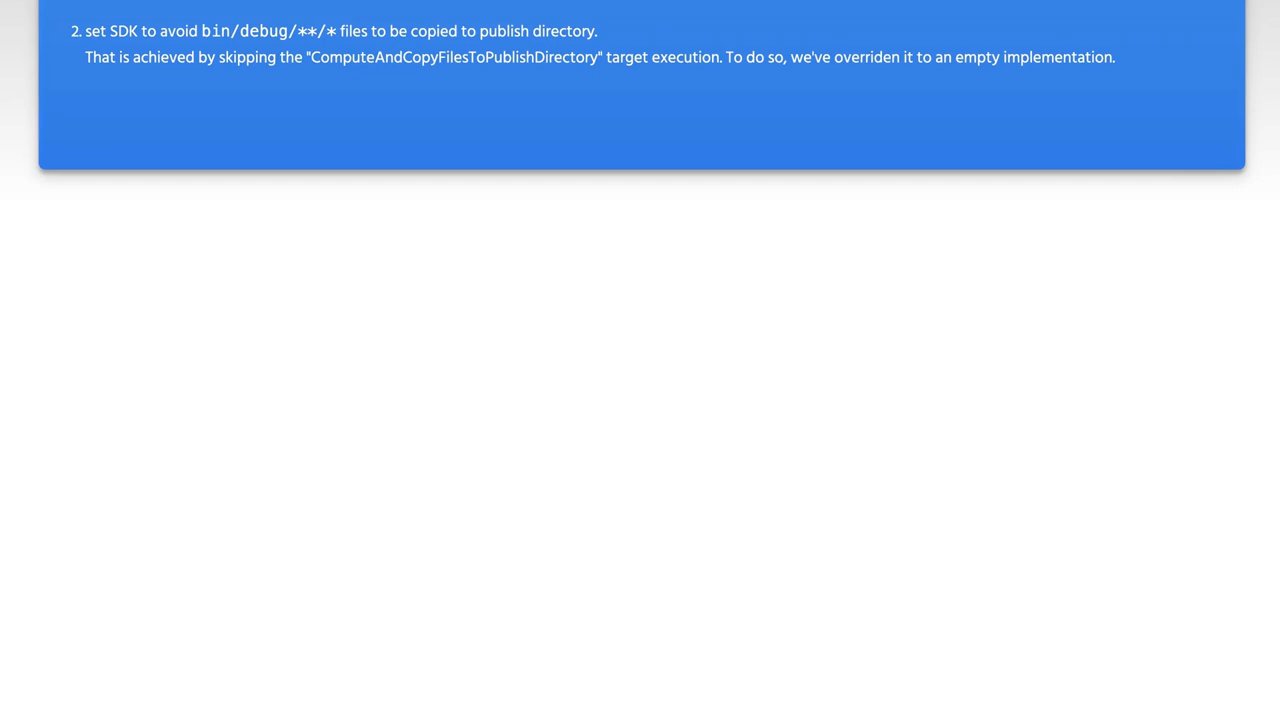 2. set SDK to avoid bin/debug/**/* files to be copied to publish directory.
That is achieved by skipping the "ComputeAndCopyFilesToPublishDirectory" target execution. To do so, we've overriden it to an empty implementation.